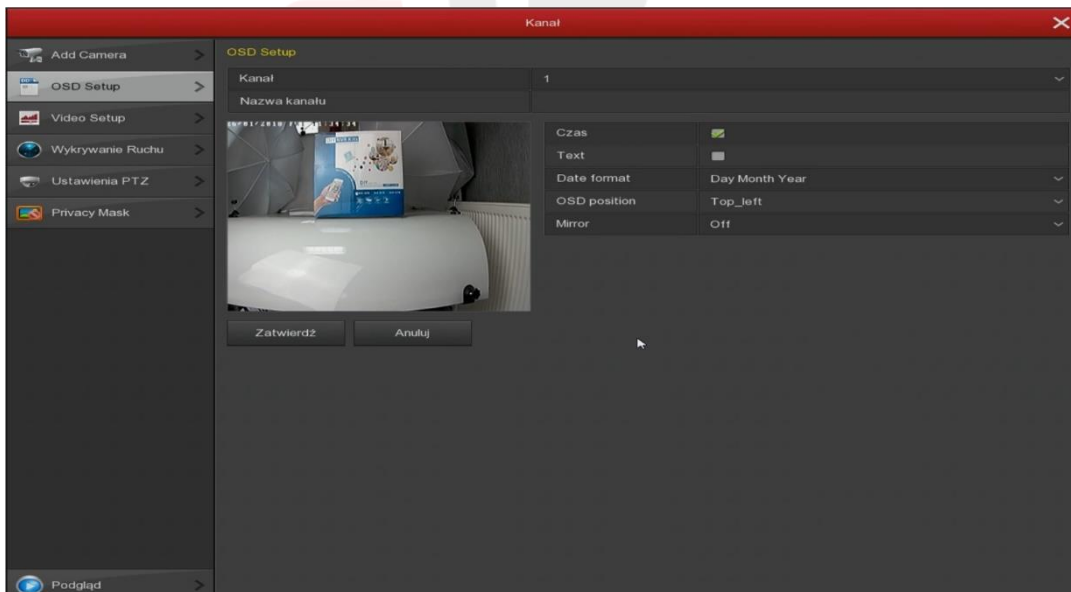 Kanał
Add Camera
OSD Setup
Video Setup
Wykrywanie Ruchu
Ustawienia PTZ
Privacy Mask
Podgląd
OSD Setup
Kanał 1
Nazwa kanału
Czas
Text
Date format Day Month Year
OSD position Top_left
Mirror Off
Zatwierdź Anuluj